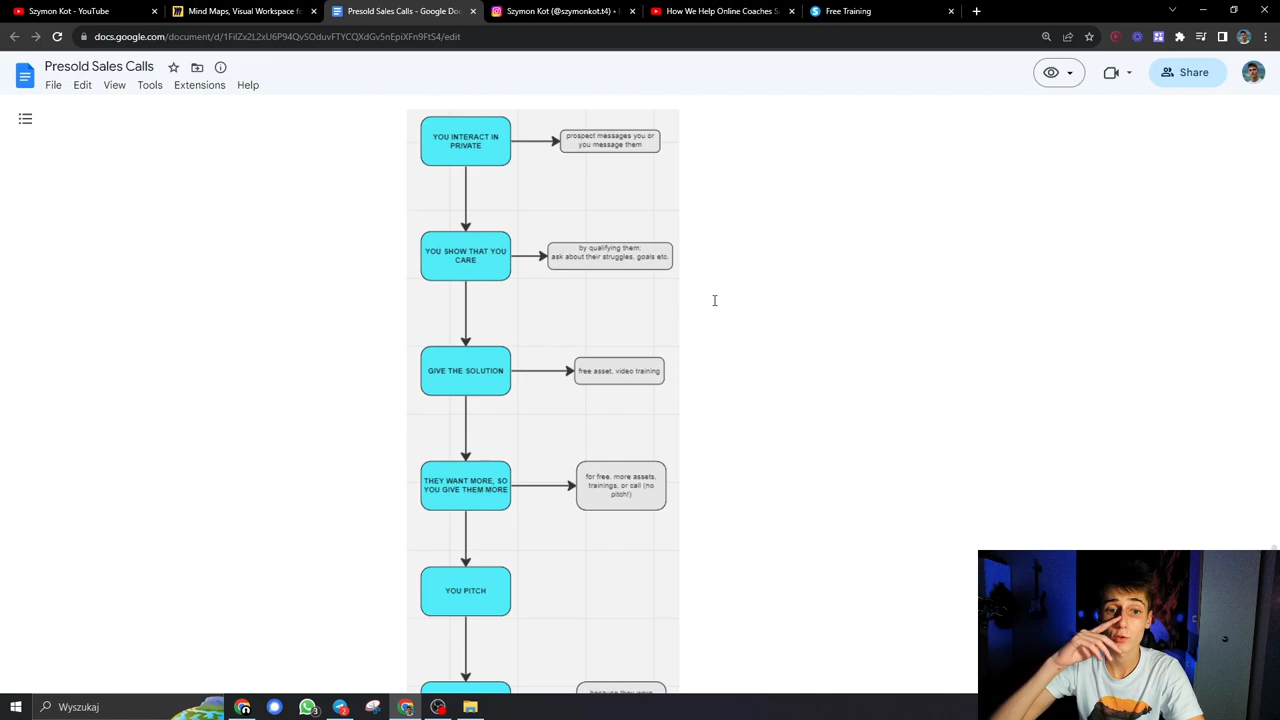 Szymon Kot - YouTube
Mind Maps, Visual Workspace fo
Presold Sales Calls - Google Doc
Szymon Kot (@szymonkot.t4) •
How We Help Online Coaches S
Free Training
docs.google.com/document/d/1FilZx2L2xU6P94QvSOduvFTYCQXdGv5nEpiXFn9FtS4/edit
Presold Sales Calls
File Edit View Tools Extensions Help
Share
YOU INTERACT IN
PRIVATE
prospect messages you or
you message them
YOU SHOW THAT YOU
CARE
by qualifying them:
ask about their struggles, goals etc.
GIVE THE SOLUTION
free asset, video training
THEY WANT MORE, SO
YOU GIVE THEM MORE
for free, more assets,
trainings, or call (no
pitch!)
YOU PITCH
because they were
Wyszukaj